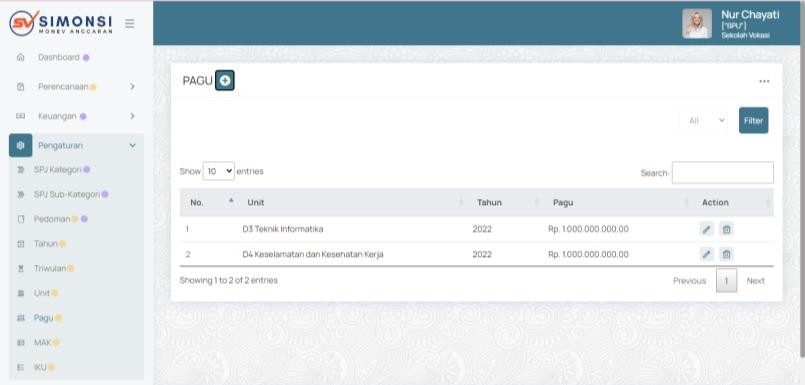 SV SIMONSI
MONEV ANGGARAN
Nur Chayati
["BPU"]
Sekolah Vokasi
Dashboard
Perencanaan
Keuangan
Pengaturan
SPJ Kategori
SPJ Sub-Kategori
Pedoman
Tahun
Triwulan
Unit
Pagu
MAK
IKU
PAGU
All
Filter
Show 10 entries
Search:
No. Unit Tahun Pagu Action
1 D3 Teknik Informatika 2022 Rp. 1.000.000.000,00
2 D4 Keselamatan dan Kesehatan Kerja 2022 Rp. 1.000.000.000,00
Showing 1 to 2 of 2 entries
Previous 1 Next